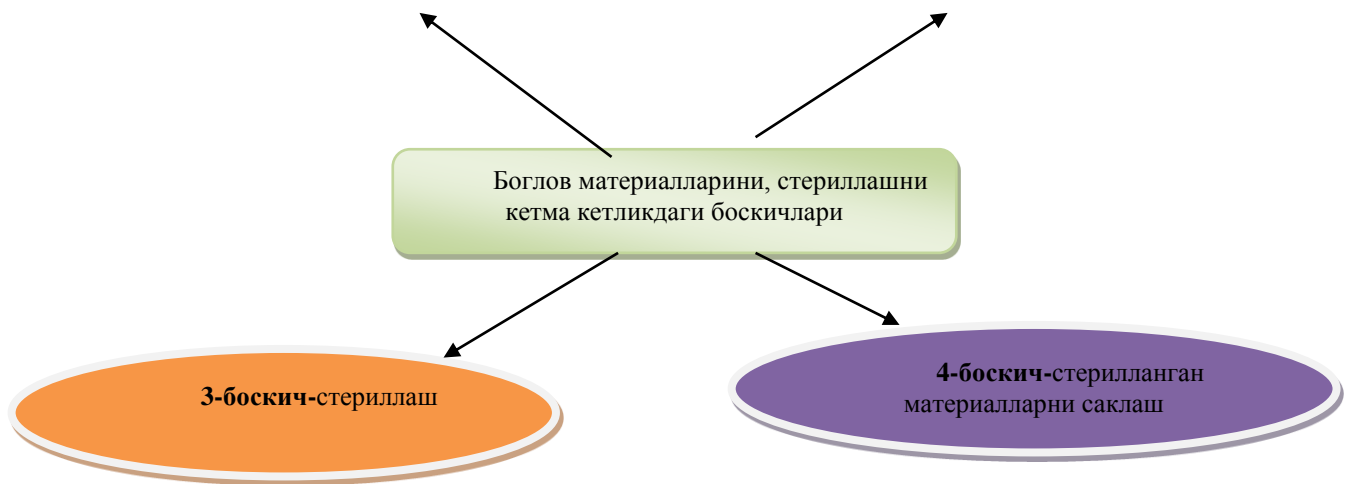 Боглов материалларини, стериллашни
кетма кетликдаги боскичлари
3-боскич-стериллаш
4-боскич-стерилланган
материалларни саклаш